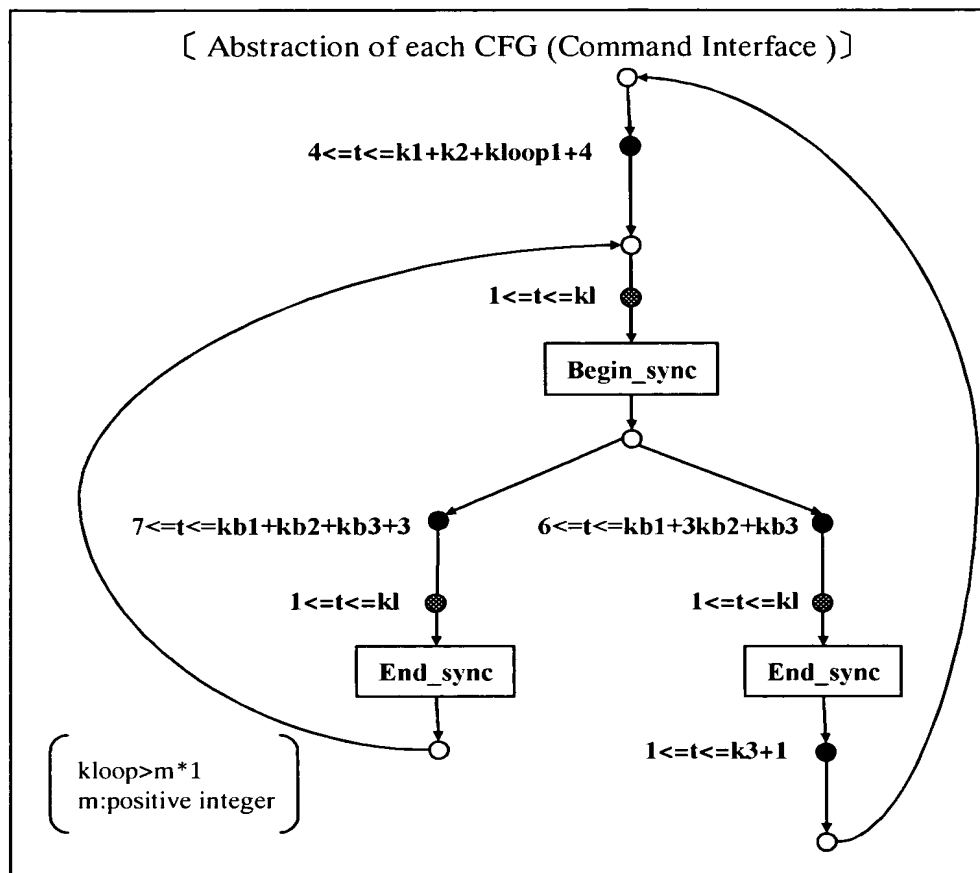 〔 Abstraction of each CFG (Command Interface )〕
4<=t<=k1+k2+kloop1+4
1<=t<=kl
Begin_sync
7<=t<=kb1+kb2+kb3+3
6<=t<=kb1+3kb2+kb3
1<=t<=kl
1<=t<=kl
End_sync
End_sync
1<=t<=k3+1
kloop>m*1
m:positive integer